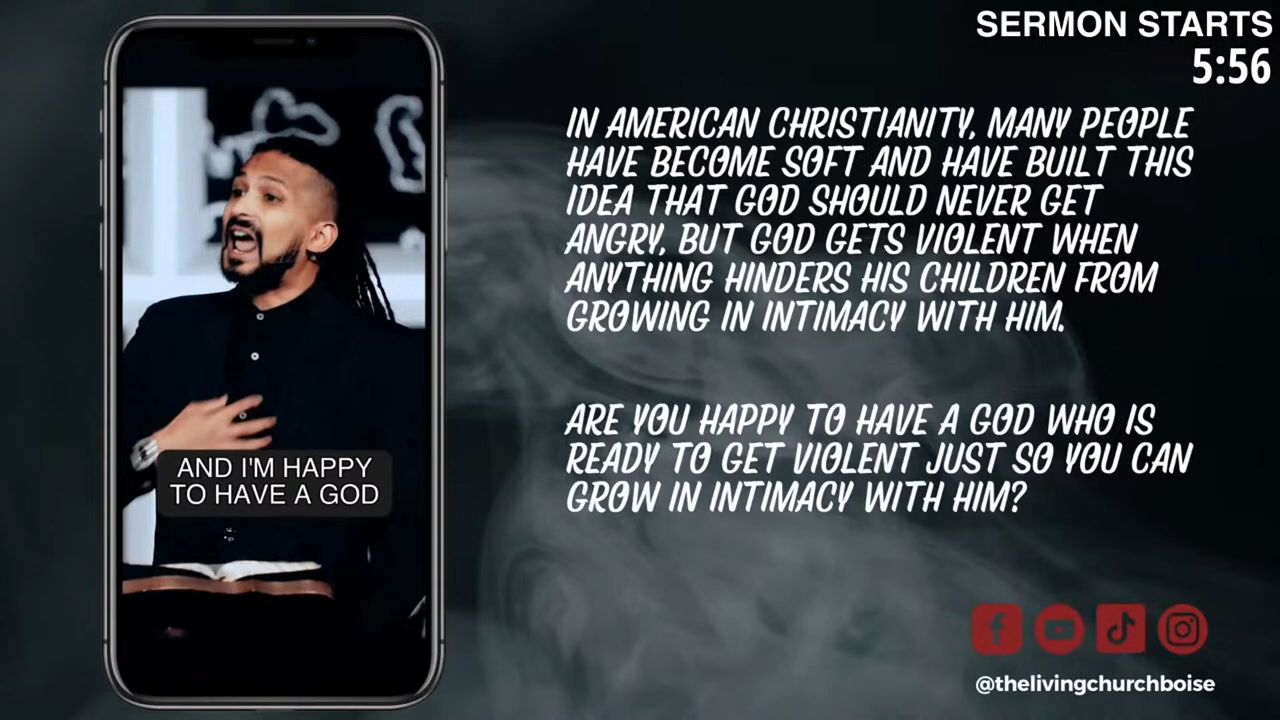 SERMON STARTS
5:56
IN AMERICAN CHRISTIANITY, MANY PEOPLE
HAVE BECOME SOFT AND HAVE BUILT THIS
IDEA THAT GOD SHOULD NEVER GET
ANGRY, BUT GOD GETS VIOLENT WHEN
ANYTHING HINDERS HIS CHILDREN FROM
GROWING IN INTIMACY WITH HIM.
ARE YOU HAPPY TO HAVE A GOD WHO IS
READY TO GET VIOLENT JUST SO YOU CAN
GROW IN INTIMACY WITH HIM?
AND I'M HAPPY
TO HAVE A GOD
@thelivingchurchboise